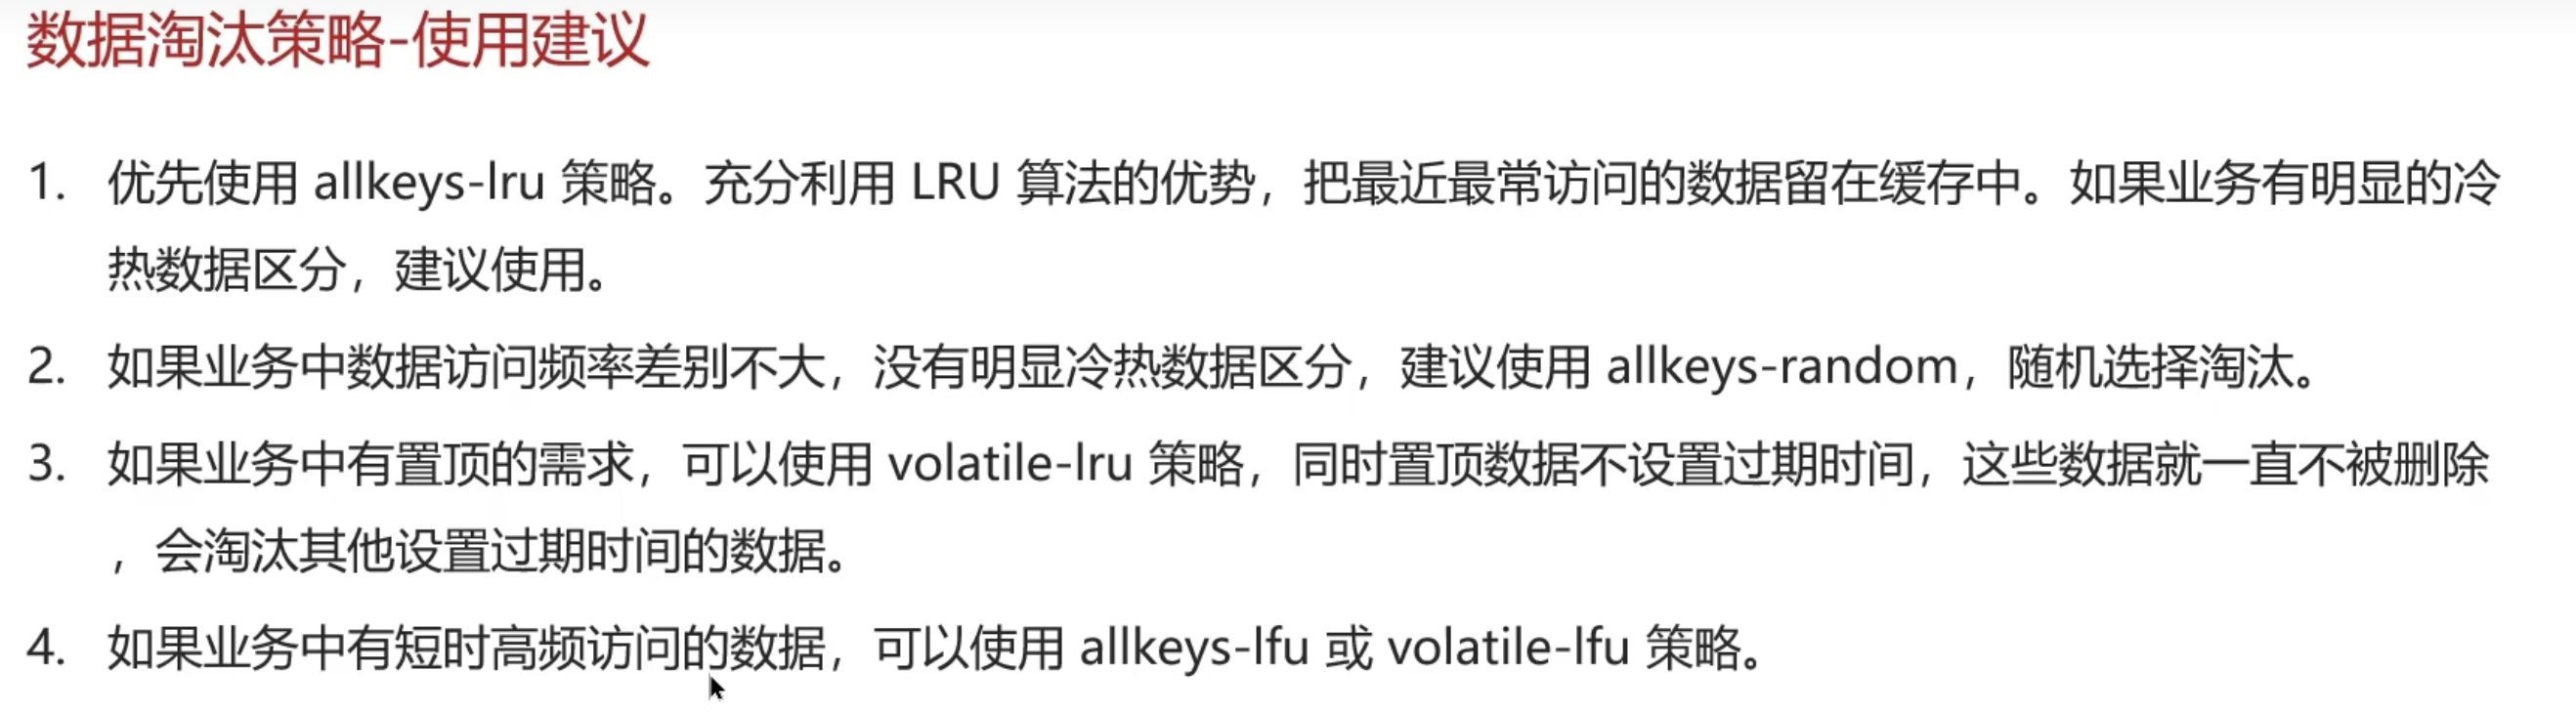 数据淘汰策略-使用建议
1. 优先使用 allkeys-lru 策略。充分利用 LRU 算法的优势，把最近最常访问的数据留在缓存中。如果业务有明显的冷
热数据区分，建议使用。
2. 如果业务中数据访问频率差别不大，没有明显冷热数据区分，建议使用 allkeys-random，随机选择淘汰。
3. 如果业务中有置顶的需求，可以使用 volatile-lru 策略，同时置顶数据不设置过期时间，这些数据就一直不被删除
，会淘汰其他设置过期时间的数据。
4. 如果业务中有短时高频访问的数据，可以使用 allkeys-lfu 或 volatile-lfu 策略。